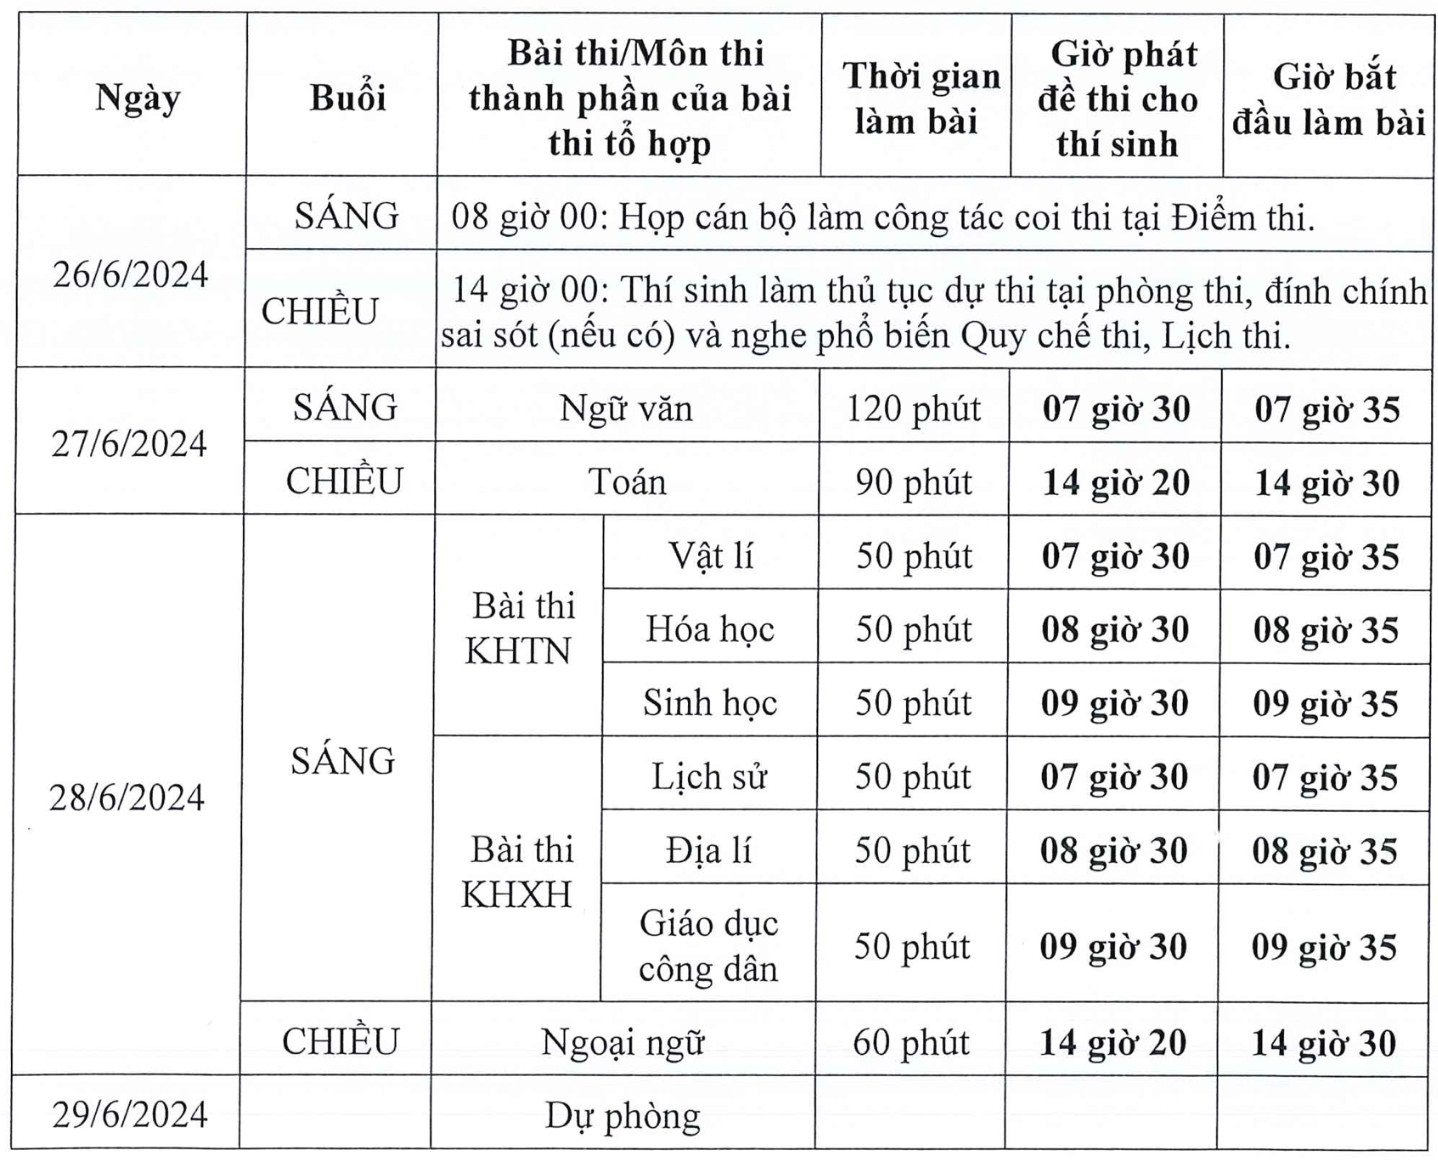 Ngày
Buổi
Bài thi/Môn thi
thành phần của bài
thi tổ hợp
Thời gian
làm bài
Giờ phát
đề thi cho
thí sinh
Giờ bắt
đầu làm bài
26/6/2024
SÁNG
08 giờ 00: Họp cán bộ làm công tác coi thi tại Điểm thi.
CHIỀU
14 giờ 00: Thí sinh làm thủ tục dự thi tại phòng thi, đính chính
sai sót (nếu có) và nghe phổ biến Quy chế thi, Lịch thi.
27/6/2024
SÁNG
Ngữ văn
120 phút
07 giờ 30
07 giờ 35
CHIỀU
Toán
90 phút
14 giờ 20
14 giờ 30
28/6/2024
SÁNG
Bài thi
KHTN
Vật lí
50 phút
07 giờ 30
07 giờ 35
Hóa học
50 phút
08 giờ 30
08 giờ 35
Sinh học
50 phút
09 giờ 30
09 giờ 35
Bài thi
KHXH
Lịch sử
50 phút
07 giờ 30
07 giờ 35
Địa lí
50 phút
08 giờ 30
08 giờ 35
Giáo dục
công dân
50 phút
09 giờ 30
09 giờ 35
CHIỀU
Ngoại ngữ
60 phút
14 giờ 20
14 giờ 30
29/6/2024
Dự phòng